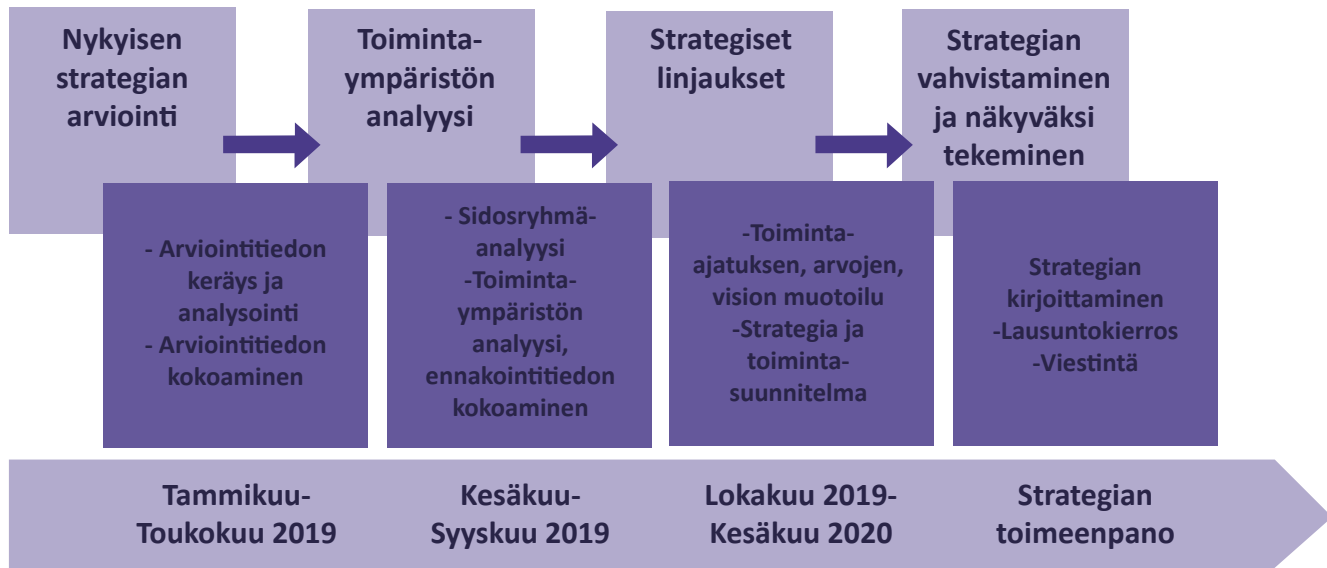 Nykyisen
strategian
arviointi
Toiminta-
ympäristön
analyysi
Strategiset
linjaukset
Strategian
vahvistaminen
ja näkyväksi
tekeminen
- Arviointitiedon
keräys ja
analysointi
- Arviointitiedon
kokoaminen
- Sidosryhmä-
analyysi
-Toiminta-
ympäristön
analyysi,
ennakointitiedon
kokoaminen
-Toiminta-
ajatuksen, arvojen,
vision muotoilu
-Strategia ja
toiminta-
suunnitelma
Strategian
kirjoittaminen
-Lausuntokierros
-Viestintä
Tammikuu-
Toukokuu 2019
Kesäkuu-
Syyskuu 2019
Lokakuu 2019-
Kesäkuu 2020
Strategian
toimeenpano